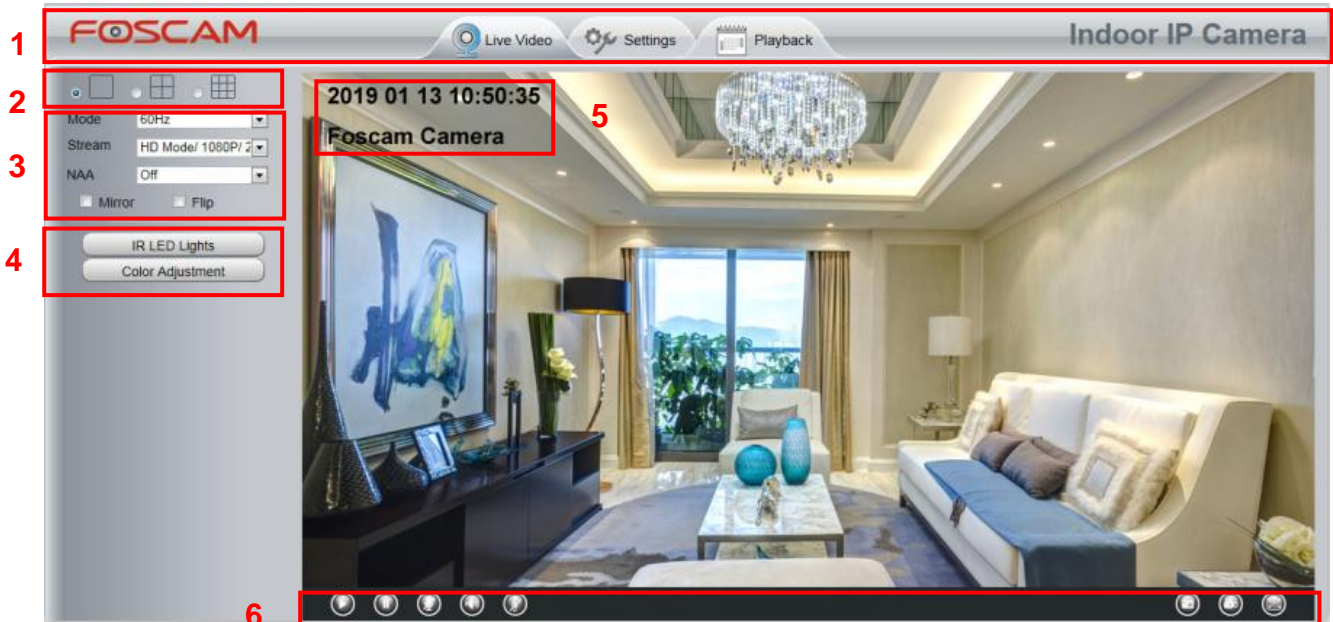 1
FOSCAM
Live Video
Settings
Playback
Indoor IP Camera
2
3
Mode 60Hz
Stream HD Mode/ 1080P/ 2
NAA Off
Mirror Flip
4
IR LED Lights
Color Adjustment
2019 01 13 10:50:35
Foscam Camera
5
6